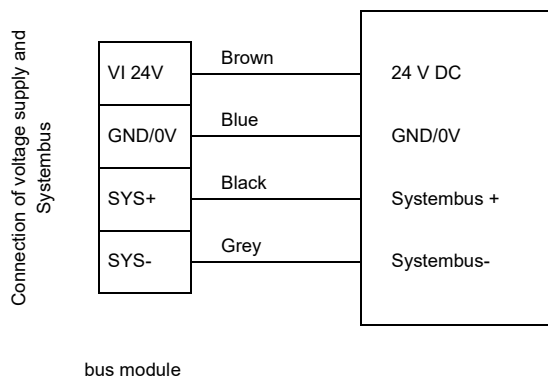 Connection of voltage supply and
Systembus
VI 24V
Brown
24 V DC
GND/0V
Blue
GND/0V
SYS+
Black
Systembus +
SYS-
Grey
Systembus-
bus module